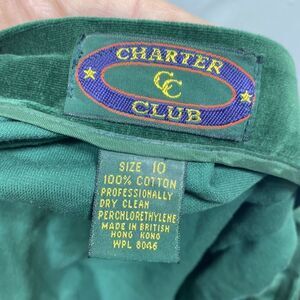 CHARTER
CC
CLUB
SIZE 10
100% COTTON
PROFESSIONALLY
DRY CLEAN
PERCHLORETHYLENE
MADE IN BRITISH
HONG KONG
WPL 8046